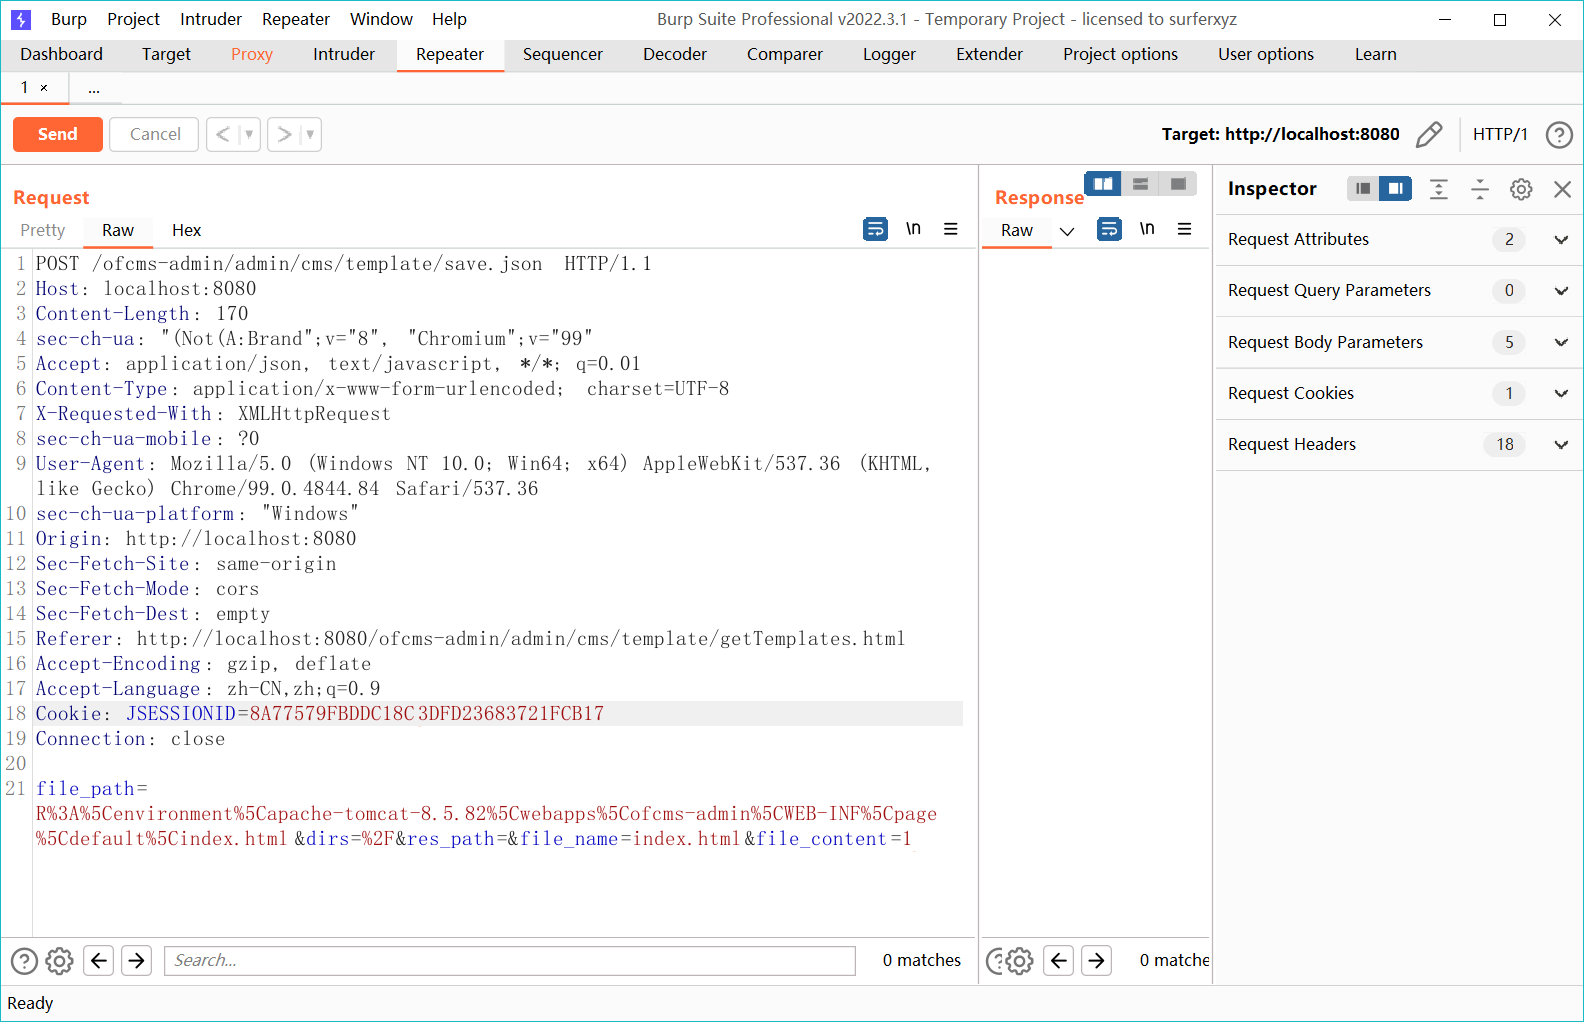 Burp Project Intruder Repeater Window Help Burp Suite Professional v2022.3.1 - Temporary Project - licensed to surferxyz
Dashboard Target Proxy Intruder Repeater Sequencer Decoder Comparer Logger Extender Project options User options Learn
1 × ...
Send Cancel < > Target: http://localhost:8080 HTTP/1 ?
Request
Pretty Raw Hex \n
1 POST /ofcms-admin/admin/cms/template/save.json HTTP/1.1
2 Host: localhost:8080
3 Content-Length: 170
4 sec-ch-ua: "(Not(A:Brand";v="8", "Chromium";v="99"
5 Accept: application/json, text/javascript, */*; q=0.01
6 Content-Type: application/x-www-form-urlencoded; charset=UTF-8
7 X-Requested-With: XMLHttpRequest
8 sec-ch-ua-mobile: ?0
9 User-Agent: Mozilla/5.0 (Windows NT 10.0; Win64; x64) AppleWebKit/537.36 (KHTML,
like Gecko) Chrome/99.0.4844.84 Safari/537.36
10 sec-ch-ua-platform: "Windows"
11 Origin: http://localhost:8080
12 Sec-Fetch-Site: same-origin
13 Sec-Fetch-Mode: cors
14 Sec-Fetch-Dest: empty
15 Referer: http://localhost:8080/ofcms-admin/admin/cms/template/getTemplates.html
16 Accept-Encoding: gzip, deflate
17 Accept-Language: zh-CN,zh;q=0.9
18 Cookie: JSESSIONID=8A77579FBDDC18C3DFD23683721FCB17
19 Connection: close
20
21 file_path=
R%3A%5Cenvironment%5Capache-tomcat-8.5.82%5Cwebapps%5Cofcms-admin%5CWEB-INF%5Cpage
%5Cdefault%5Cindex.html&dirs=%2F&res_path=&file_name=index.html&file_content=1
? Search... 0 matches
Response
Raw \n
? 0 matche
Inspector
Request Attributes 2
Request Query Parameters 0
Request Body Parameters 5
Request Cookies 1
Request Headers 18
Ready